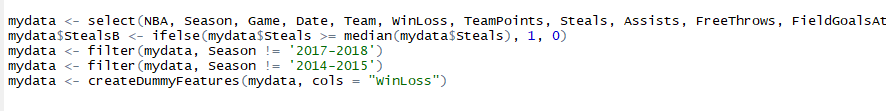 mydata <- select(NBA, Season, Game, Date, Team, WinLoss, TeamPoints, Steals, Assists, FreeThrows, FieldGoalsAt
mydata$StealsB <- ifelse(mydata$Steals >= median(mydata$Steals), 1, 0)
mydata <- filter(mydata, Season != '2017-2018')
mydata <- filter(mydata, Season != '2014-2015')
mydata <- createDummyFeatures(mydata, cols = "WinLoss")